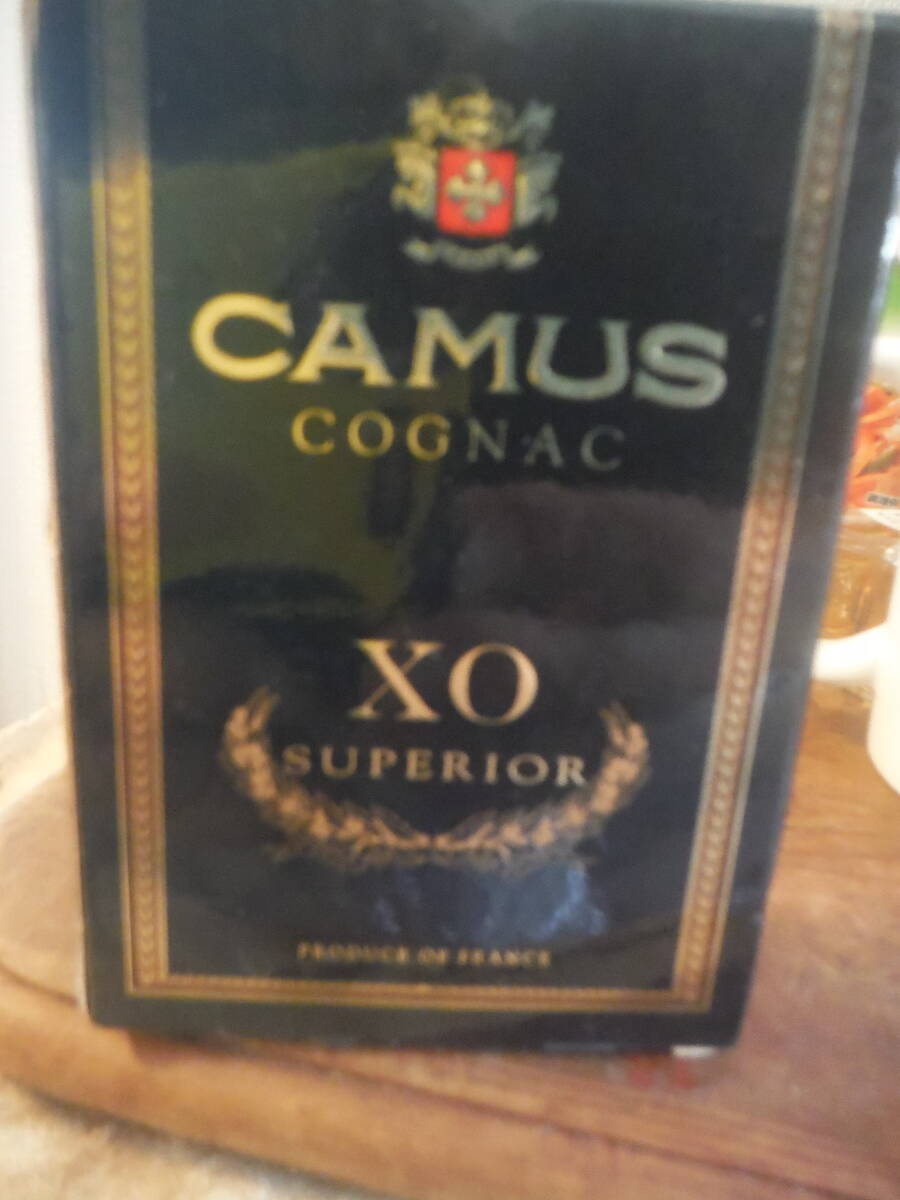 CAMUS
COGNAC
XO
SUPERIOR
PRODUCE OF FRANCE